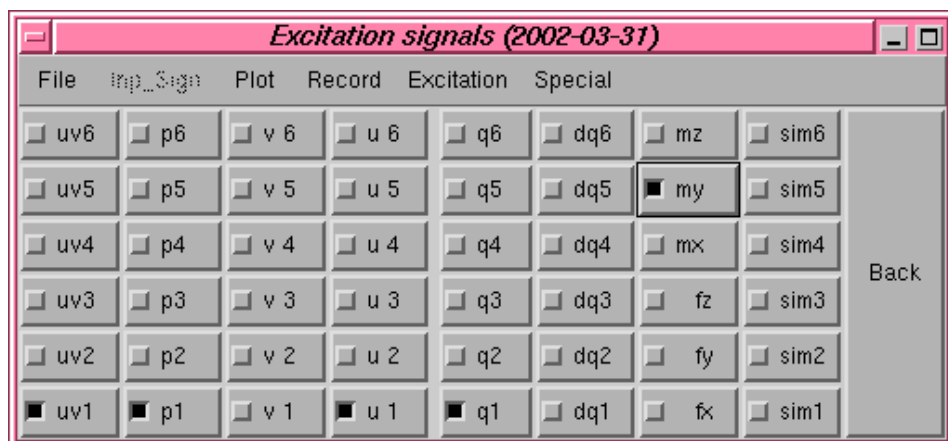 Excitation signals (2002-03-31)
File Inp_Sign Plot Record Excitation Special
uv6 p6 v 6 u 6 q6 dq6 mz sim6
uv5 p5 v 5 u 5 q5 dq5 my sim5
uv4 p4 v 4 u 4 q4 dq4 mx sim4
Back
uv3 p3 v 3 u 3 q3 dq3 fz sim3
uv2 p2 v 2 u 2 q2 dq2 fy sim2
uv1 p1 v 1 u 1 q1 dq1 fx sim1